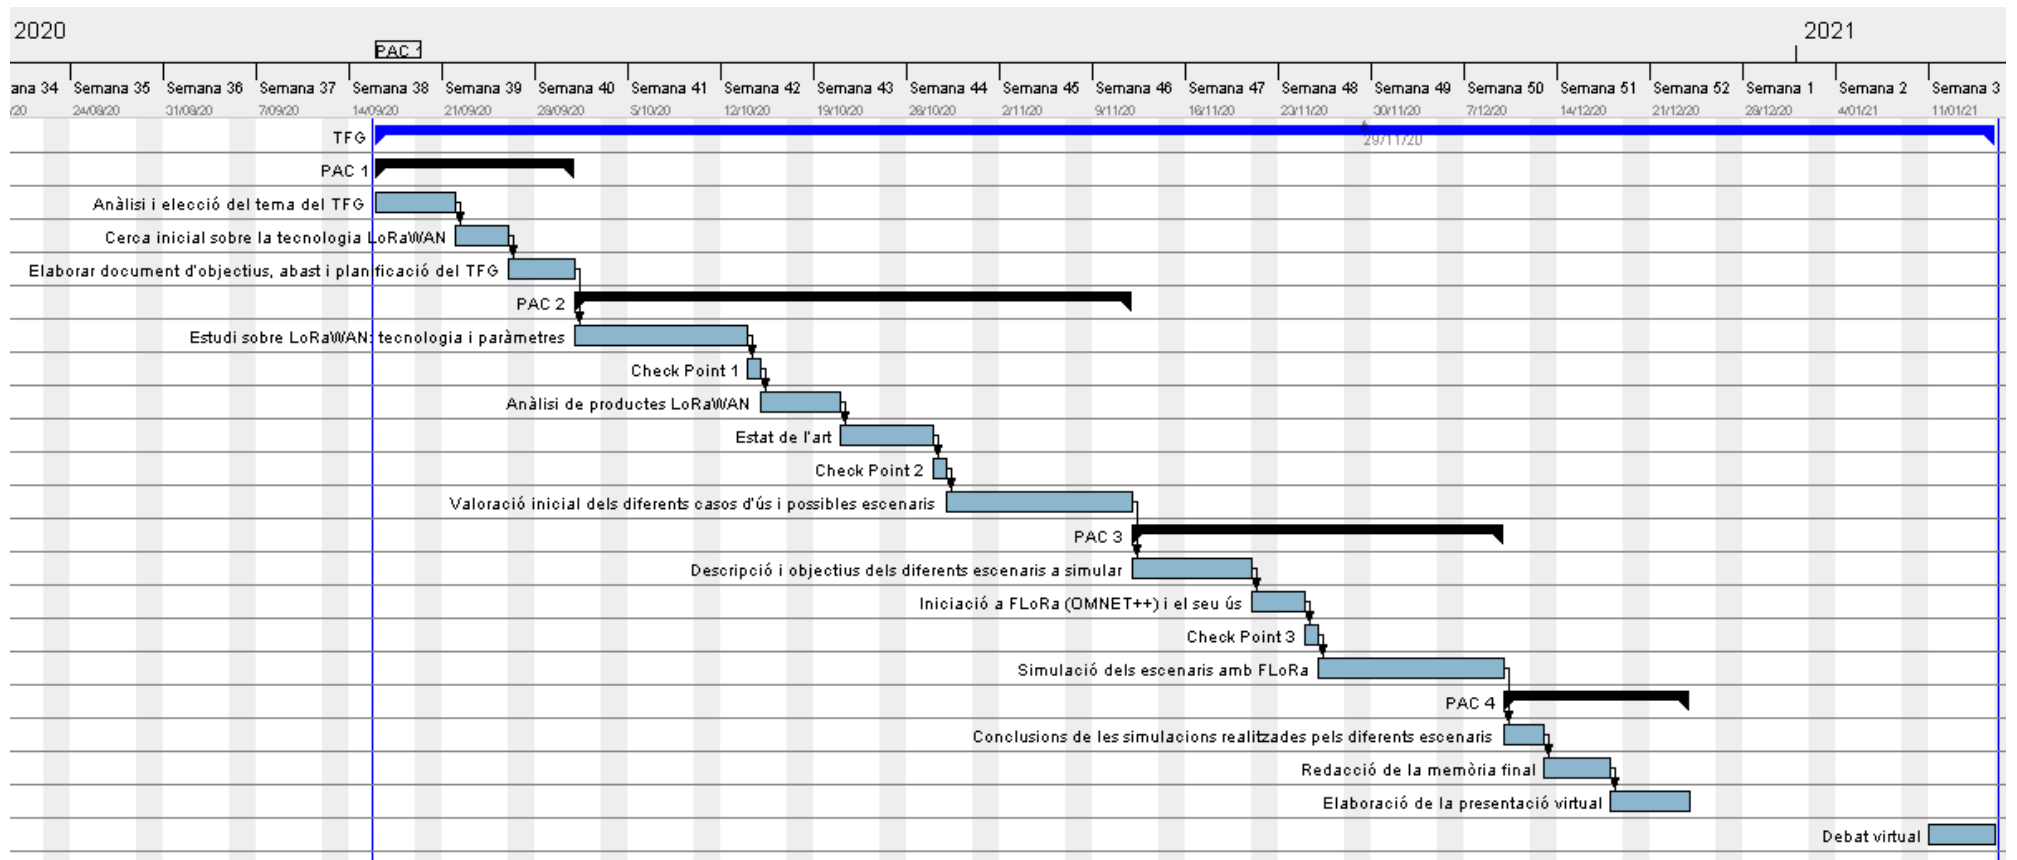 2020
2021
PAC 1
ana 34 Semana 35 Semana 36 Semana 37 Semana 38 Semana 39 Semana 40 Semana 41 Semana 42 Semana 43 Semana 44 Semana 45 Semana 46 Semana 47 Semana 48 Semana 49 Semana 50 Semana 51 Semana 52 Semana 1 Semana 2 Semana 3
/20 24/08/20 31/08/20 7/09/20 14/09/20 21/09/20 28/09/20 5/10/20 12/10/20 19/10/20 26/10/20 2/11/20 9/11/20 16/11/20 23/11/20 30/11/20 7/12/20 14/12/20 21/12/20 28/12/20 4/01/21 11/01/21
TFG
29/11/20
PAC 1
Anàlisi i elecció del tema del TFG
Cerca inicial sobre la tecnologia LoRaWAN
Elaborar document d'objectius, abast i planificació del TFG
PAC 2
Estudi sobre LoRaWAN: tecnologia i paràmetres
Check Point 1
Anàlisi de productes LoRaWAN
Estat de l'art
Check Point 2
Valoració inicial dels diferents casos d'ús i possibles escenaris
PAC 3
Descripció i objectius dels diferents escenaris a simular
Iniciació a FLoRa (OMNET++) i el seu ús
Check Point 3
Simulació dels escenaris amb FLoRa
PAC 4
Conclusions de les simulacions realitzades pels diferents escenaris
Redacció de la memòria final
Elaboració de la presentació virtual
Debat virtual